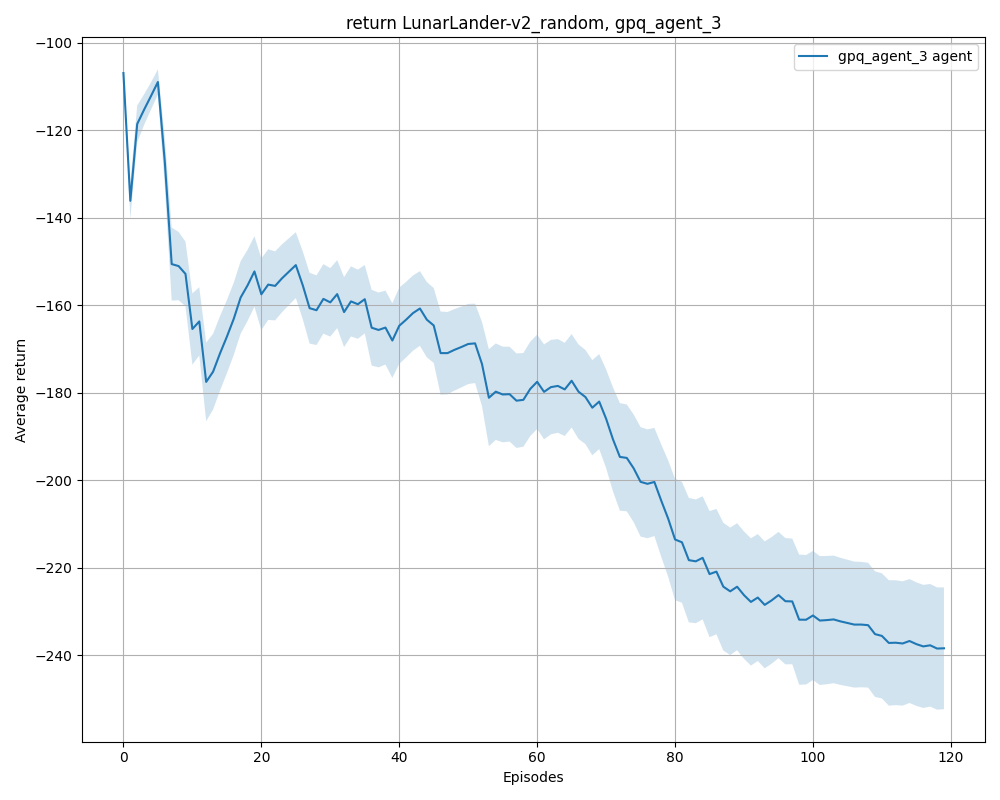 return LunarLander-v2_random, gpq_agent_3
gpq_agent_3 agent
Average return
−100
−120
−140
−160
−180
−200
−220
−240
0 20 40 60 80 100 120
Episodes